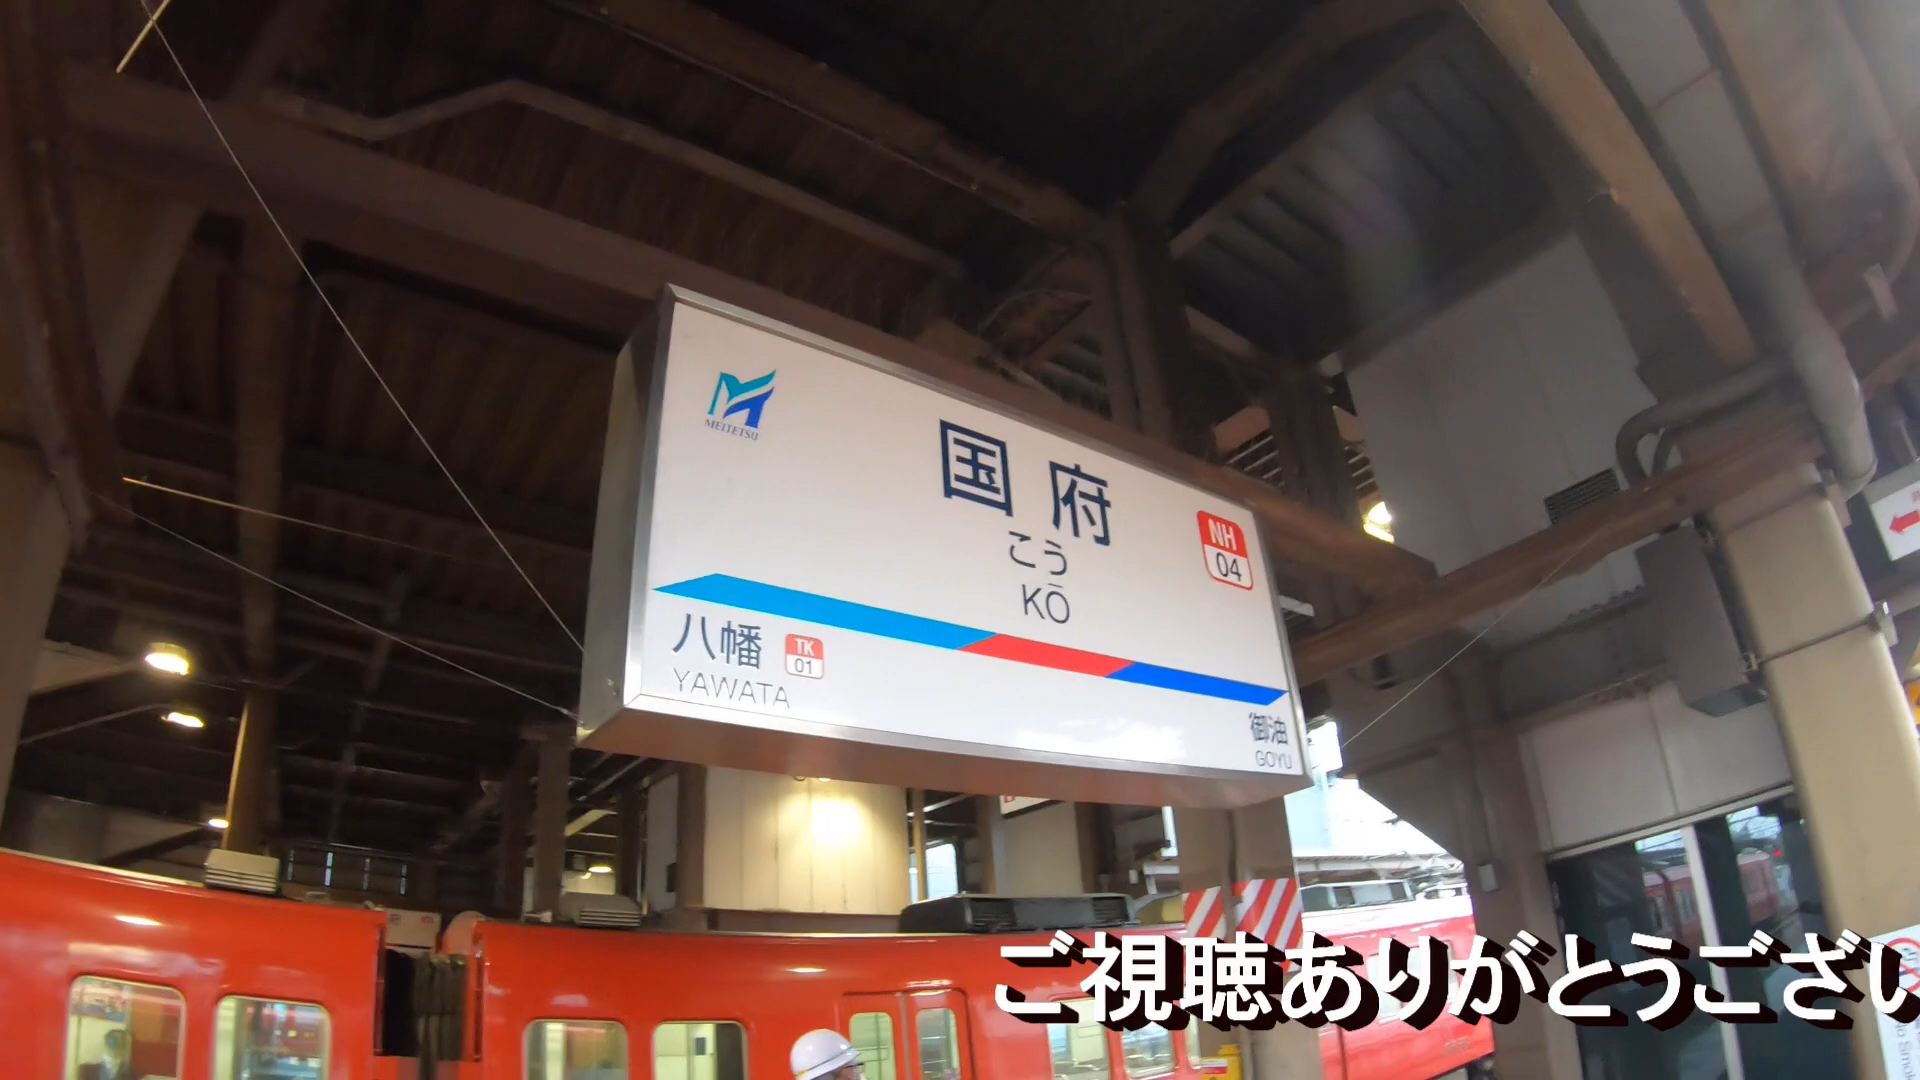 MEITETSU
国府
こう
KŌ
NH
04
八幡
TK
01
YAWATA
御油
GOYU
ご視聴ありがとうござい